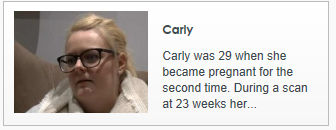 Carly
Carly was 29 when she
became pregnant for the
second time. During a scan
at 23 weeks her...